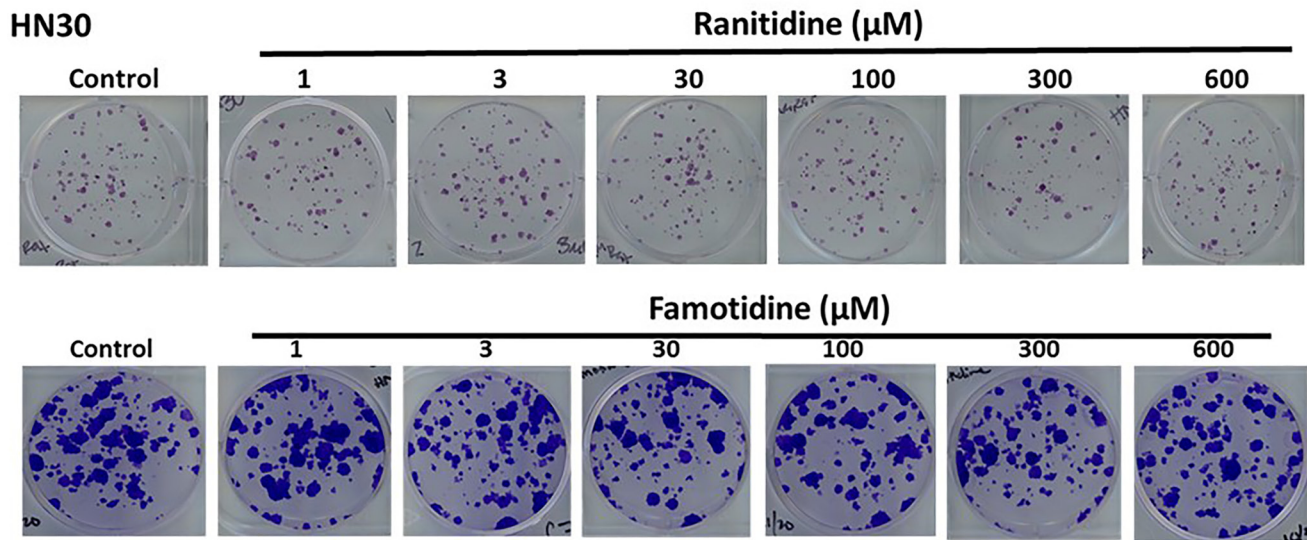 HN30
Ranitidine (µM)
Control 1 3 30 100 300 600
Famotidine (µM)
Control 1 3 30 100 300 600